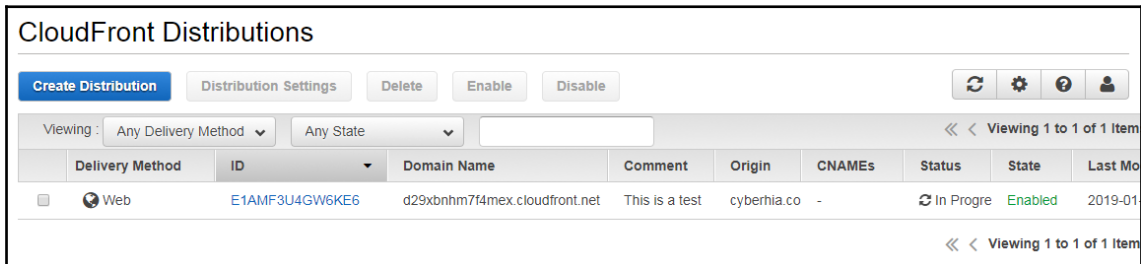 CloudFront Distributions
Create Distribution Distribution Settings Delete Enable Disable
Viewing : Any Delivery Method Any State Viewing 1 to 1 of 1 Item
Delivery Method ID Domain Name Comment Origin CNAMEs Status State Last Mo
Web E1AMF3U4GW6KE6 d29xbnhm7f4mex.cloudfront.net This is a test cyberhia.co - In Progre Enabled 2019-01-
Viewing 1 to 1 of 1 Item